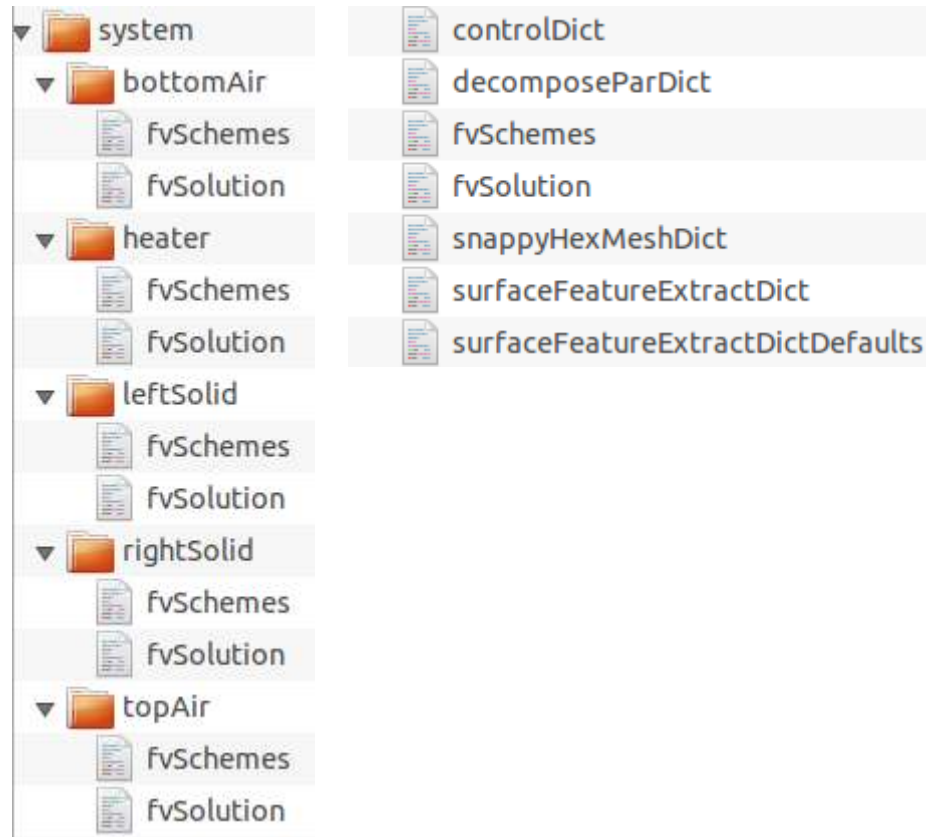 system
bottomAir
fvSchemes
fvSolution
heater
fvSchemes
fvSolution
leftSolid
fvSchemes
fvSolution
rightSolid
fvSchemes
fvSolution
topAir
fvSchemes
fvSolution
controlDict
decomposeParDict
fvSchemes
fvSolution
snappyHexMeshDict
surfaceFeatureExtractDict
surfaceFeatureExtractDictDefaults